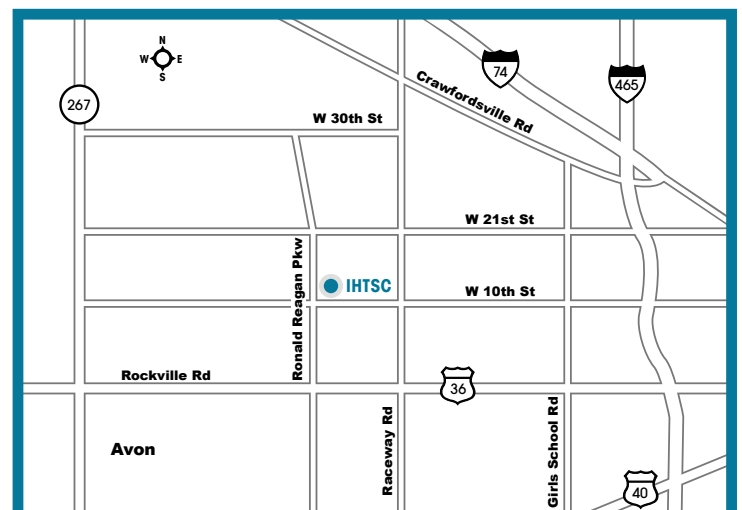 N
W E
S
74
465
267
Crawfordsville Rd
W 30th St
W 21st St
Ronald Reagan Pkw
IHTSC
W 10th St
Rockville Rd
36
Raceway Rd
Girls School Rd
Avon
40